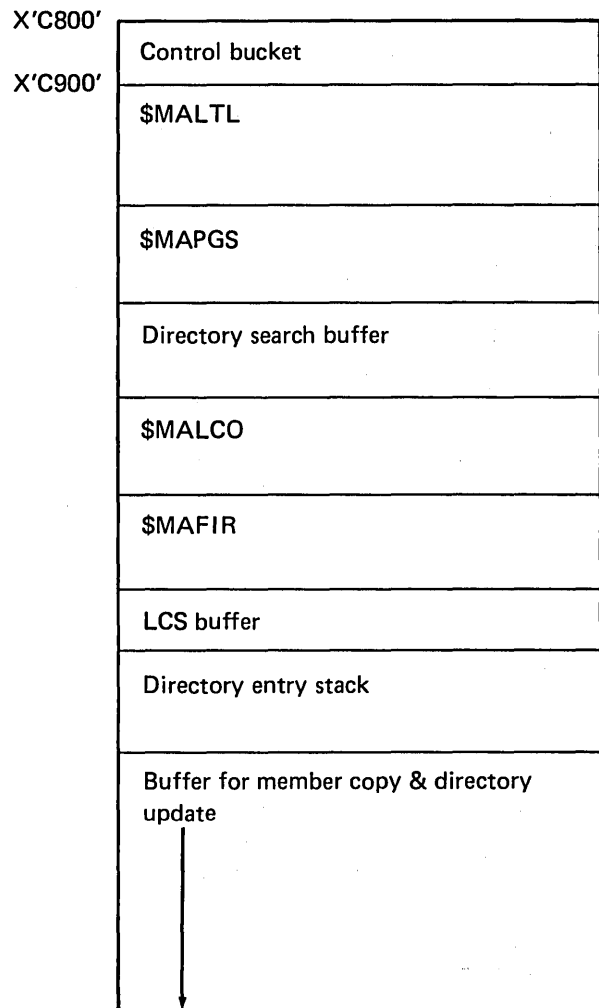 X'C800'
Control bucket
X'C900'
$MALTL
$MAPGS
Directory search buffer
$MALCO
$MAFIR
LCS buffer
Directory entry stack
Buffer for member copy & directory
update